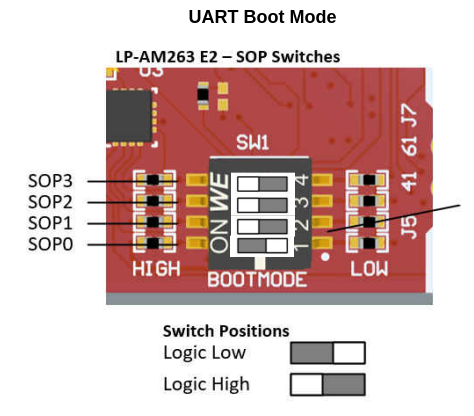 UART Boot Mode
LP-AM263 E2 – SOP Switches
U3
SW1
SOP3
SOP2
SOP1
SOP0
HIGH
ON WE
4
3
2
1
LOW
BOOTMODE
41 61 J7
J5
Switch Positions
Logic Low
Logic High